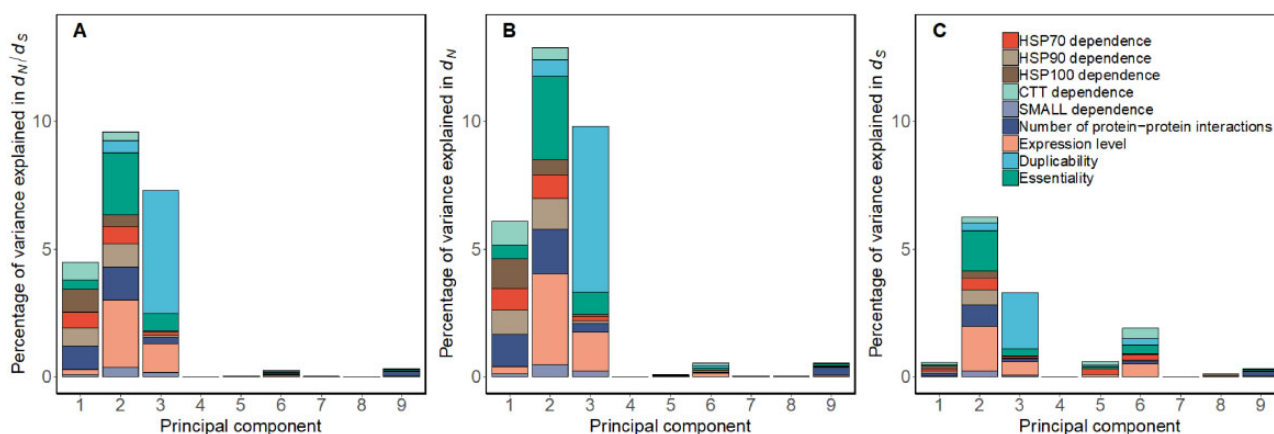 A
Percentage of variance explained in dN/dS
10
5
0
1 2 3 4 5 6 7 8 9
Principal component
B
Percentage of variance explained in dN
10
5
0
1 2 3 4 5 6 7 8 9
Principal component
C
Percentage of variance explained in dS
10
5
0
1 2 3 4 5 6 7 8 9
Principal component
HSP70 dependence
HSP90 dependence
HSP100 dependence
CTT dependence
SMALL dependence
Number of protein−protein interactions
Expression level
Duplicability
Essentiality